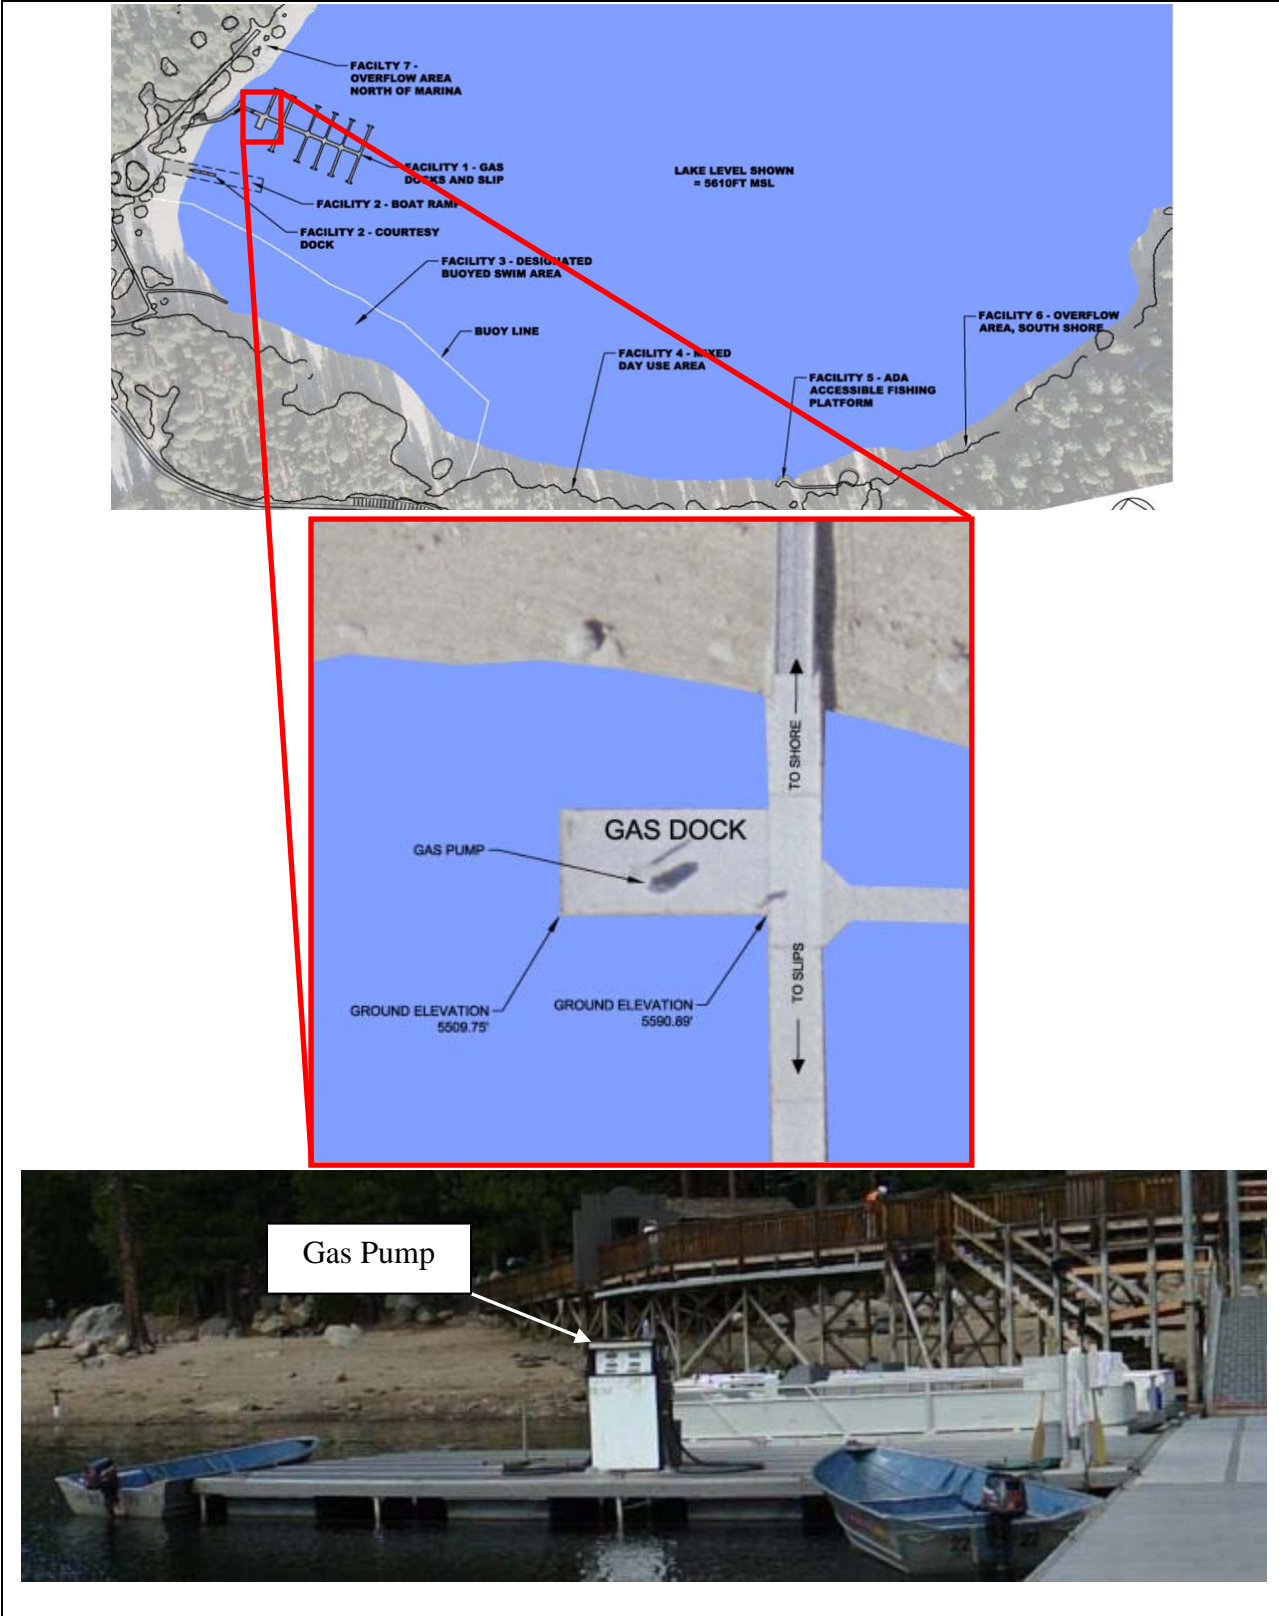 FACILTY 7 -
OVERFLOW AREA
NORTH OF MARINA
FACILITY 1 - GAS
DOCKS AND SLIP
LAKE LEVEL SHOWN
= 5610FT MSL
FACILITY 2 - BOAT RAMP
FACILITY 2 - COURTESY
DOCK
FACILITY 3 - DESIGNATED
BUOYED SWIM AREA
BUOY LINE
FACILITY 6 - OVERFLOW
AREA, SOUTH SHORE
FACILITY 4 - MIXED
DAY USE AREA
FACILITY 5 - ADA
ACCESSIBLE FISHING
PLATFORM
TO SHORE
GAS DOCK
GAS PUMP
TO SLIPS
GROUND ELEVATION
5509.75'
GROUND ELEVATION
5590.89'
Gas Pump
22